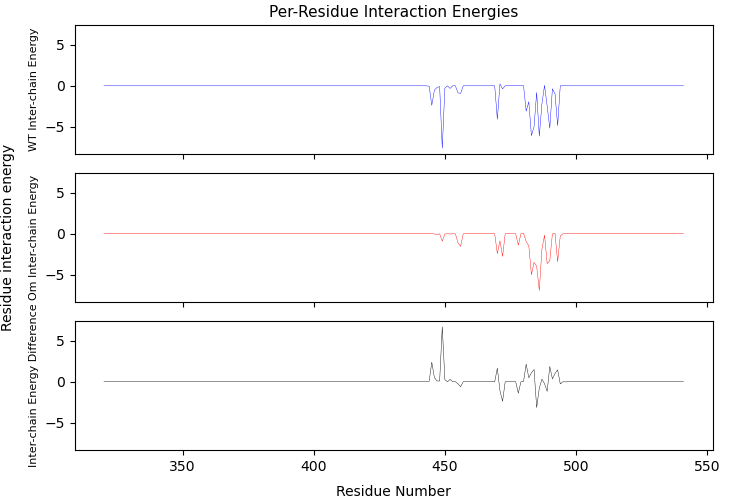 Per-Residue Interaction Energies
Residue interaction energy
WT Inter-chain Energy
5
0
−5
Om Inter-chain Energy
5
0
−5
Inter-chain Energy Difference
5
0
−5
350
400
450
500
550
Residue Number